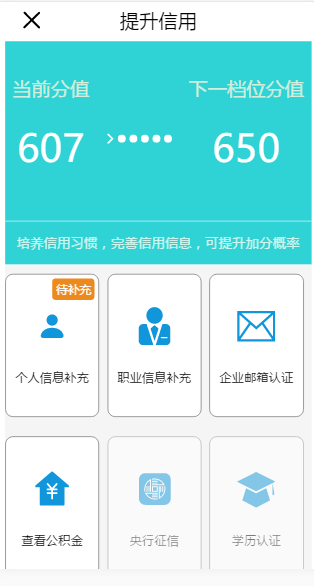 提升信用
当前分值 下一档位分值
607 650
培养信用习惯，完善信用信息，可提升加分概率
待补充
个人信息补充 职业信息补充 企业邮箱认证
查看公积金 央行征信 学历认证